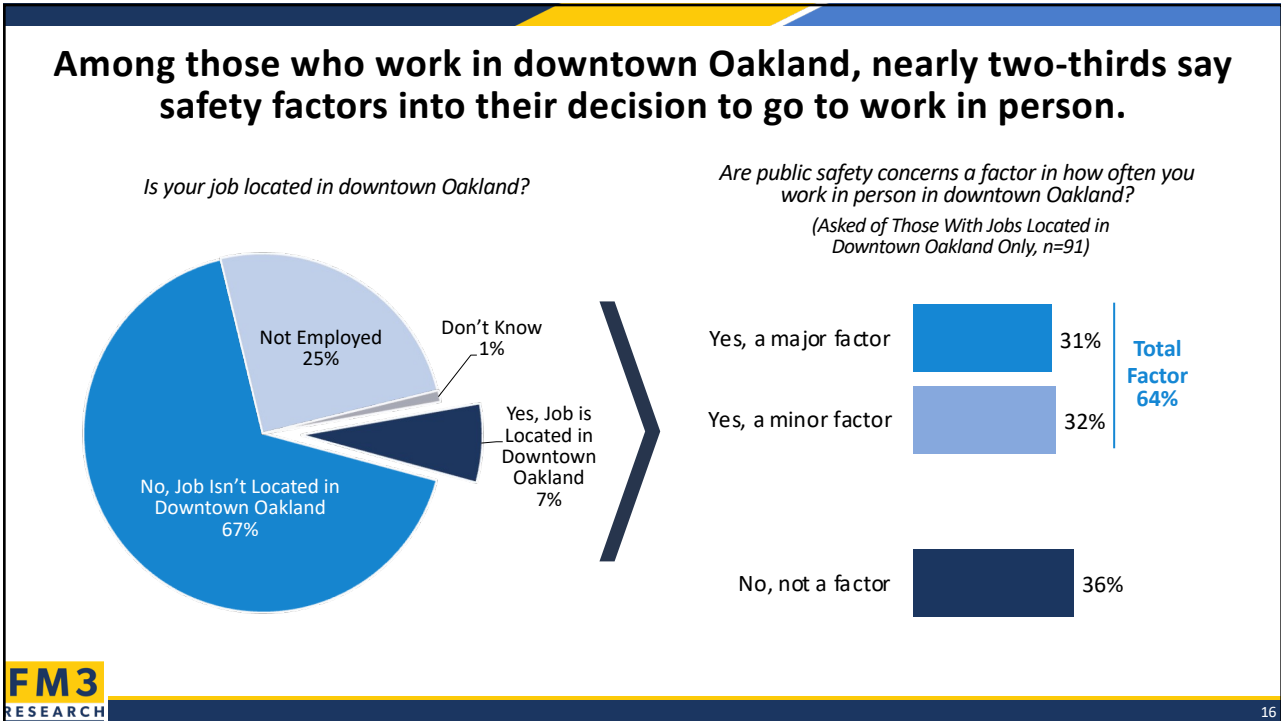 Among those who work in downtown Oakland, nearly two-thirds say
safety factors into their decision to go to work in person.
Is your job located in downtown Oakland?
Not Employed
25%
Don’t Know
1%
Yes, Job is
Located in
Downtown
Oakland
7%
No, Job Isn’t Located in
Downtown Oakland
67%
Are public safety concerns a factor in how often you
work in person in downtown Oakland?
(Asked of Those With Jobs Located in
Downtown Oakland Only, n=91)
Yes, a major factor
31%
Yes, a minor factor
32%
Total
Factor
64%
No, not a factor
36%
FM3
RESEARCH
16